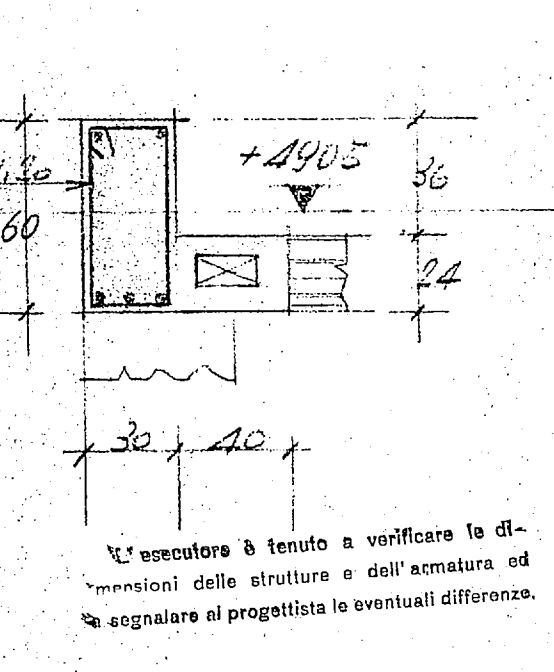 +4905
36
60
24
30 40
L'esecutore è tenuto a verificare le di-
mensioni delle strutture e dell'armatura ed
a segnalare al progettista le eventuali differenze.